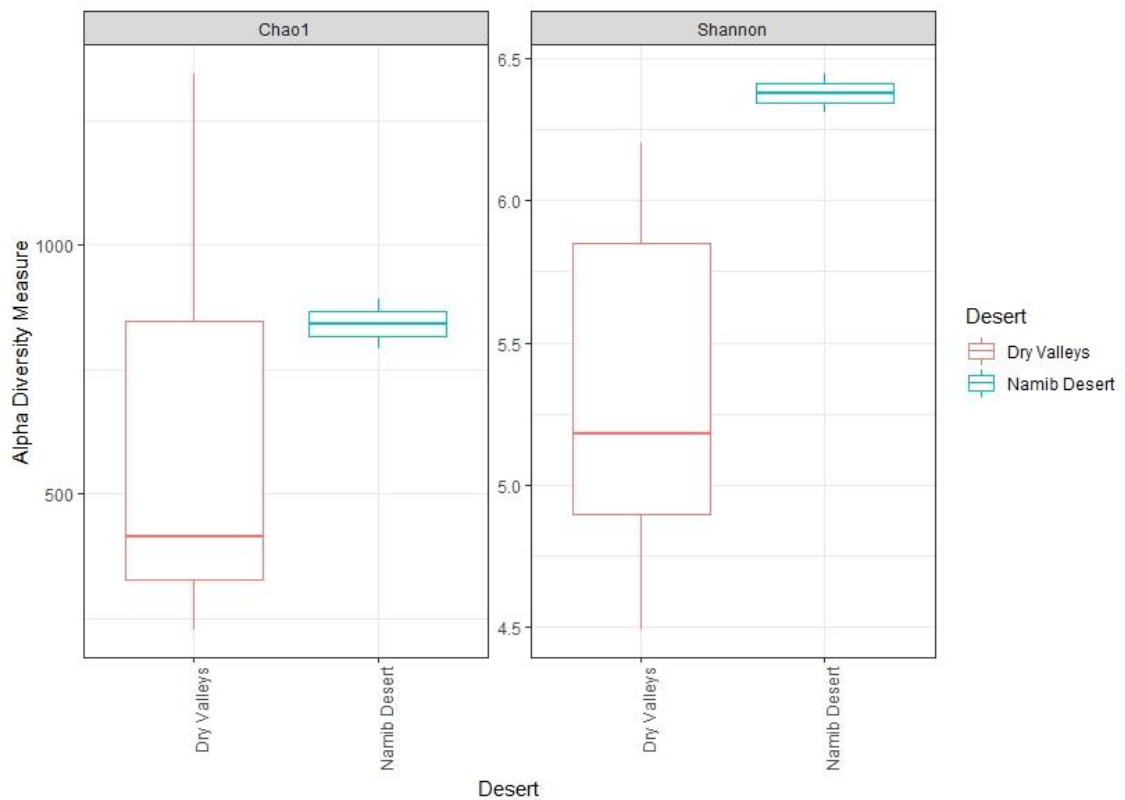 Chao1
Shannon
Alpha Diversity Measure
1000
500
6.5
6.0
5.5
5.0
4.5
Dry Valleys
Namib Desert
Dry Valleys
Namib Desert
Desert
Desert
Dry Valleys
Namib Desert